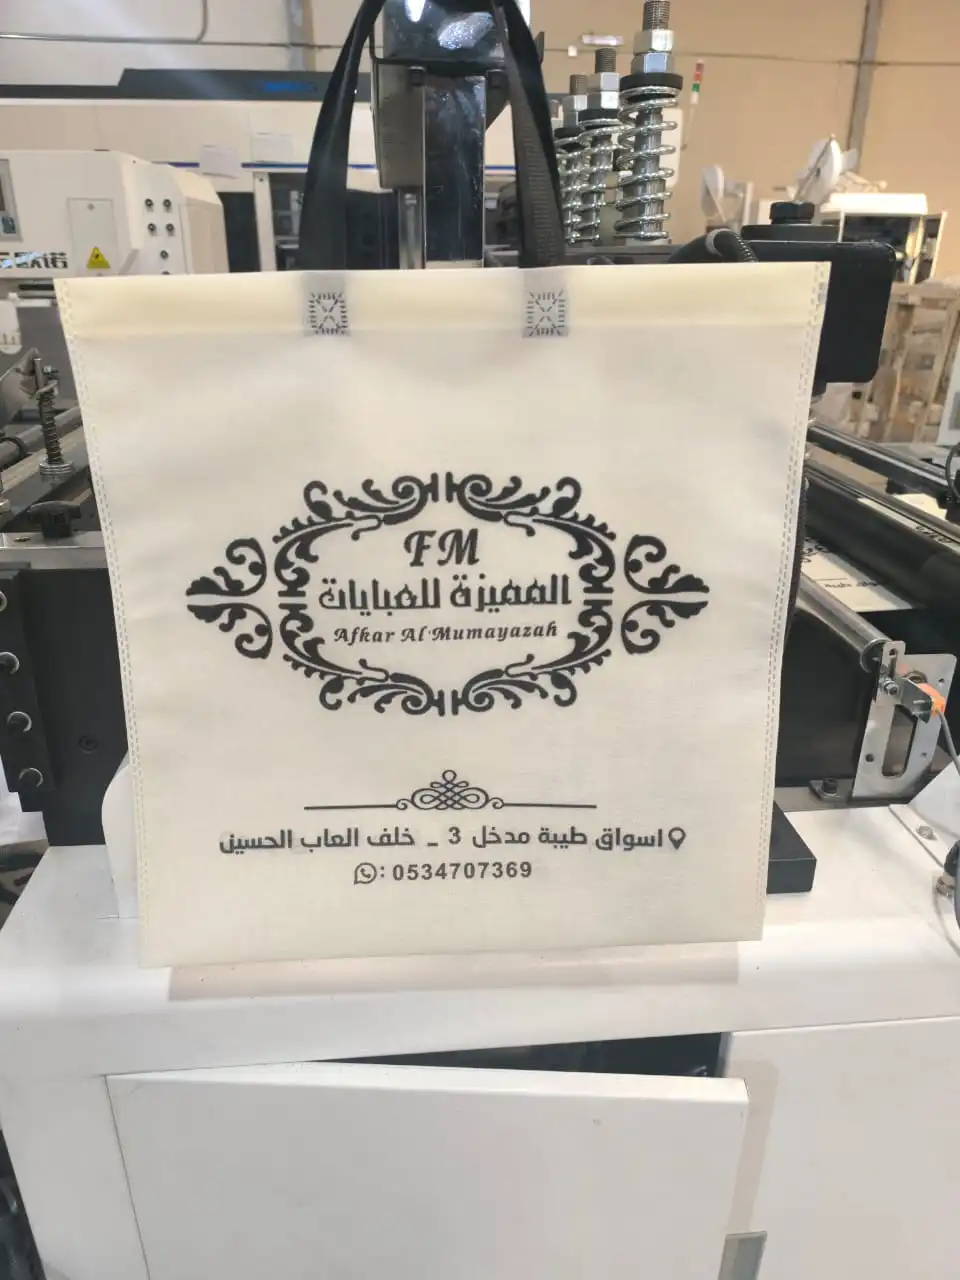 FM
المميزة للعبايات
Afkar Al Mumayazah
اسواق طيبة مدخل 3 _ خلف العاب الحسين
: 0534707369